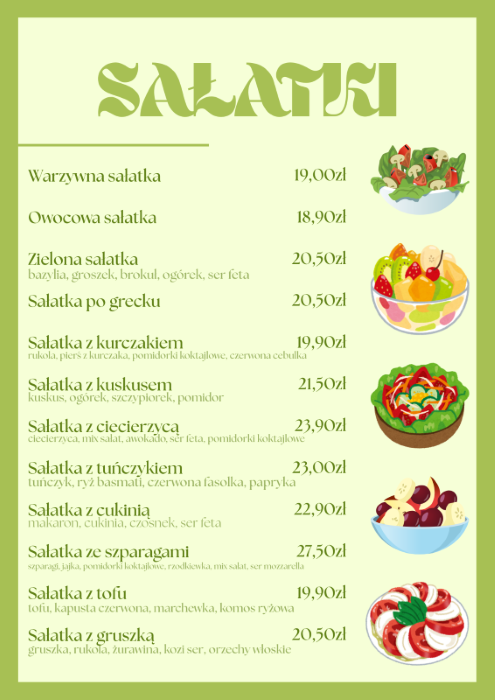 SAŁATKI
Warzywna sałatka 19,00zł
Owocowa sałatka 18,90zł
Zielona sałatka 20,50zł
bazylia, groszek, brokuł, ogórek, ser feta
Sałatka po grecku 20,50zł
Sałatka z kurczakiem 19,90zł
rukola, pierś z kurczaka, pomidorki koktajlowe, czerwona cebulka
Sałatka z kuskusem 21,50zł
kuskus, ogórek, szczypiorek, pomidor
Sałatka z ciecierzycą 23,90zł
ciecierzyca, mix sałat, awokado, ser feta, pomidorki koktajlowe
Sałatka z tuńczykiem 23,00zł
tuńczyk, ryż basmati, czerwona fasolka, papryka
Sałatka z cukinią 22,90zł
makaron, cukinia, czosnek, ser feta
Sałatka ze szparagami 27,50zł
szparagi, jajka, pomidorki koktajlowe, rzodkiewka, mix sałat, ser mozzarella
Sałatka z tofu 19,90zł
tofu, kapusta czerwona, marchewka, komos ryżowa
Sałatka z gruszką 20,50zł
gruszka, rukola, żurawina, kozi ser, orzechy włoskie